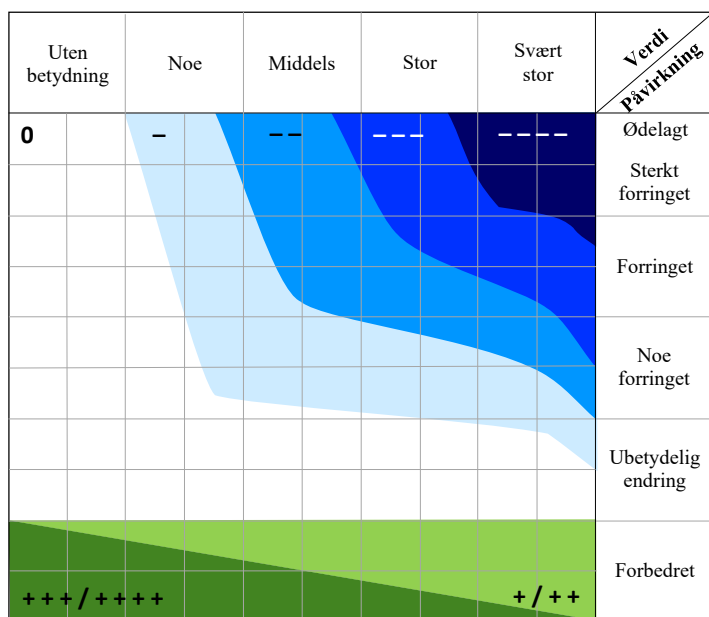 Uten
betydning
Noe
Middels
Stor
Svært
stor
Verdi
Påvirkning
0
–
– –
– – –
– – – –
Ødelagt
Sterkt
forringet
Forringet
Noe
forringet
Ubetydelig
endring
Forbedret
+++/++++
+/++